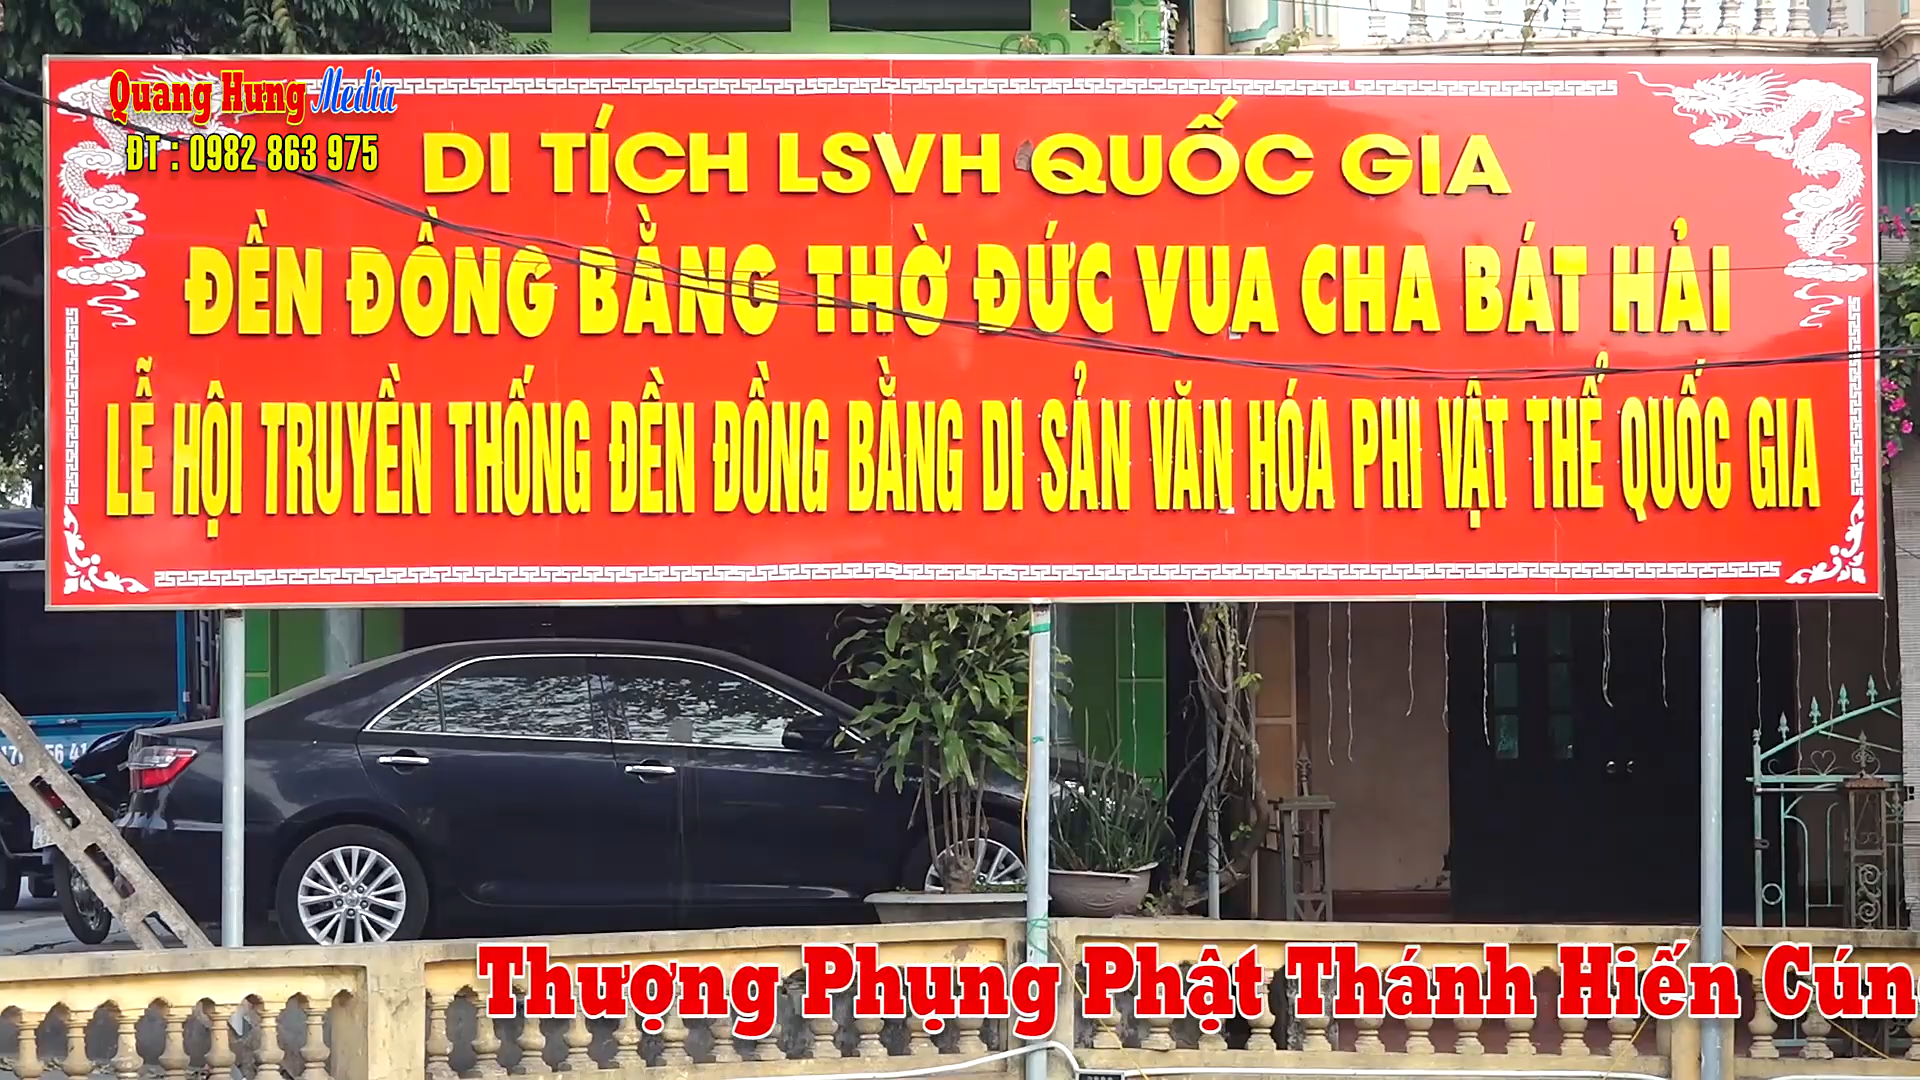 Quang Hưng Media
ĐT : 0982 863 975
DI TÍCH LSVH QUỐC GIA
ĐỀN ĐỒNG BẰNG THỜ ĐỨC VUA CHA BÁT HẢI
LỄ HỘI TRUYỀN THỐNG ĐỀN ĐỒNG BẰNG DI SẢN VĂN HÓA PHI VẬT THỂ QUỐC GIA
Thượng Phụng Phật Thánh Hiến Cún